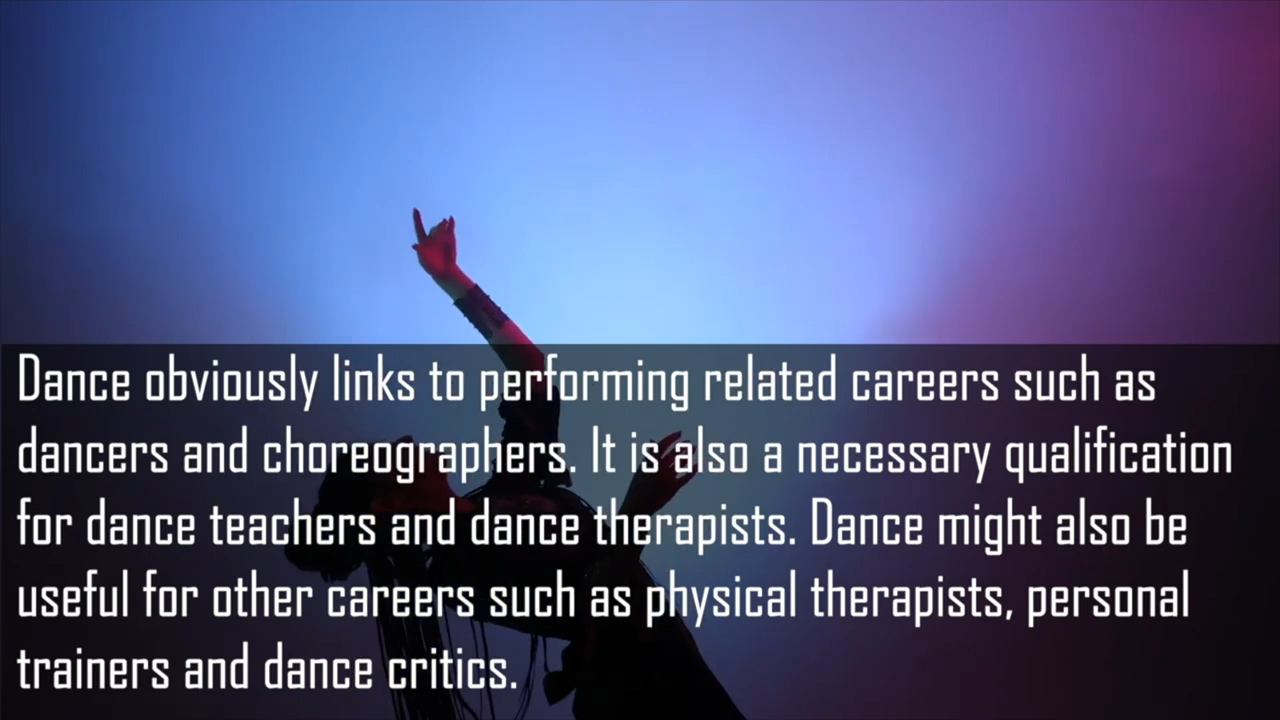 Dance obviously links to performing related careers such as
dancers and choreographers. It is also a necessary qualification
for dance teachers and dance therapists. Dance might also be
useful for other careers such as physical therapists, personal
trainers and dance critics.